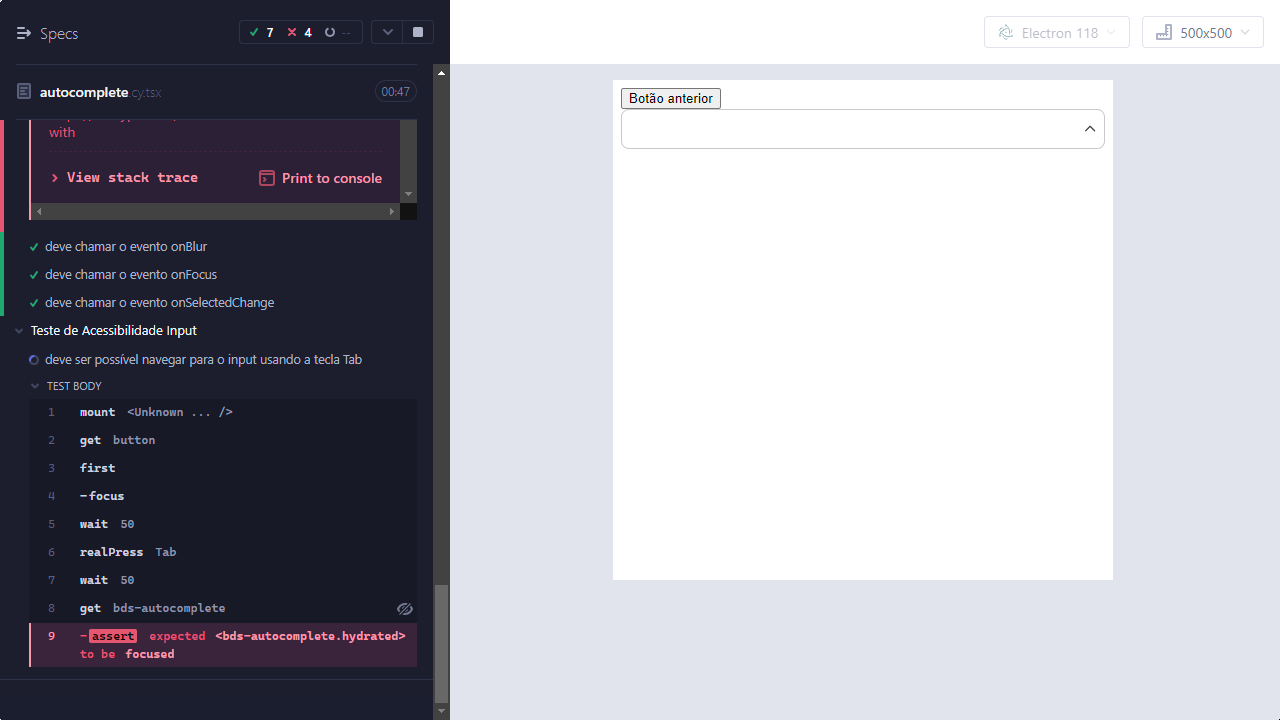 Specs
7
4
--
Electron 118
500x500
autocomplete.cy.tsx
00:47
with
View stack trace
Print to console
deve chamar o evento onBlur
deve chamar o evento onFocus
deve chamar o evento onSelectedChange
Teste de Acessibilidade Input
deve ser possível navegar para o input usando a tecla Tab
TEST BODY
1 mount <Unknown ... />
2 get button
3 first
4 -focus
5 wait 50
6 realPress Tab
7 wait 50
8 get bds-autocomplete
9 -assert expected <bds-autocomplete.hydrated>
to be focused
Botão anterior